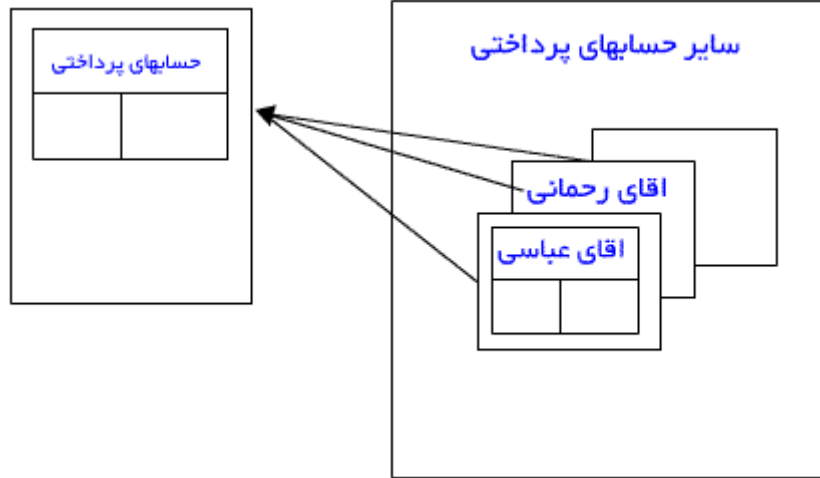 سایر حسابهای پرداختی
حسابهای پرداختی
اقای رحمانی
اقای عباسی